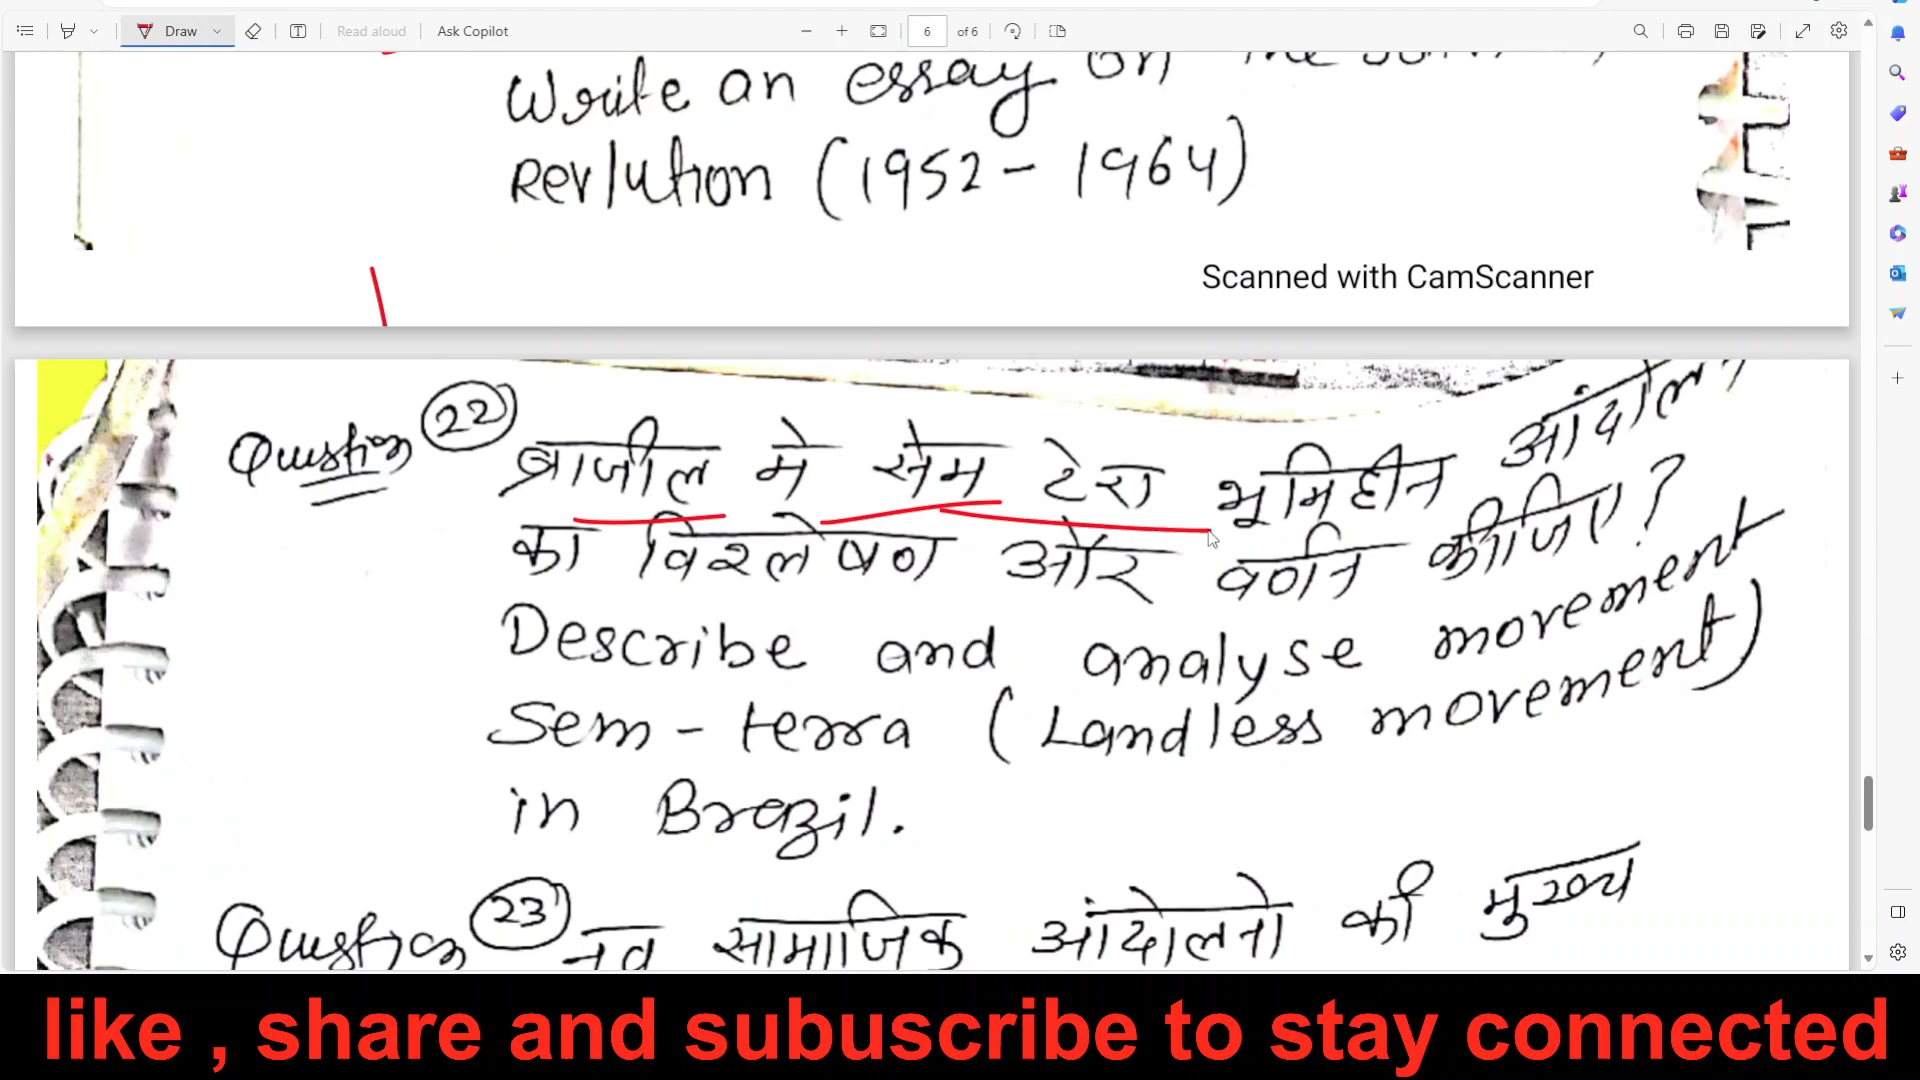 Draw
Read aloud
Ask Copilot
6
of 6
Write an essay on
Rev/ution (1952 - 1964)
Scanned with CamScanner
Question 22 ब्राजील मे सेम टेरा भूमिहीन आंदोलन
का विश्लेषण और वर्णन कीजिए?
Describe and analyse movement
Sem - terra (Landless movement)
in Brazil.
Question 23 नव सामाजिक आंदोलनो की मुख्य
like , share and subuscribe to stay connected